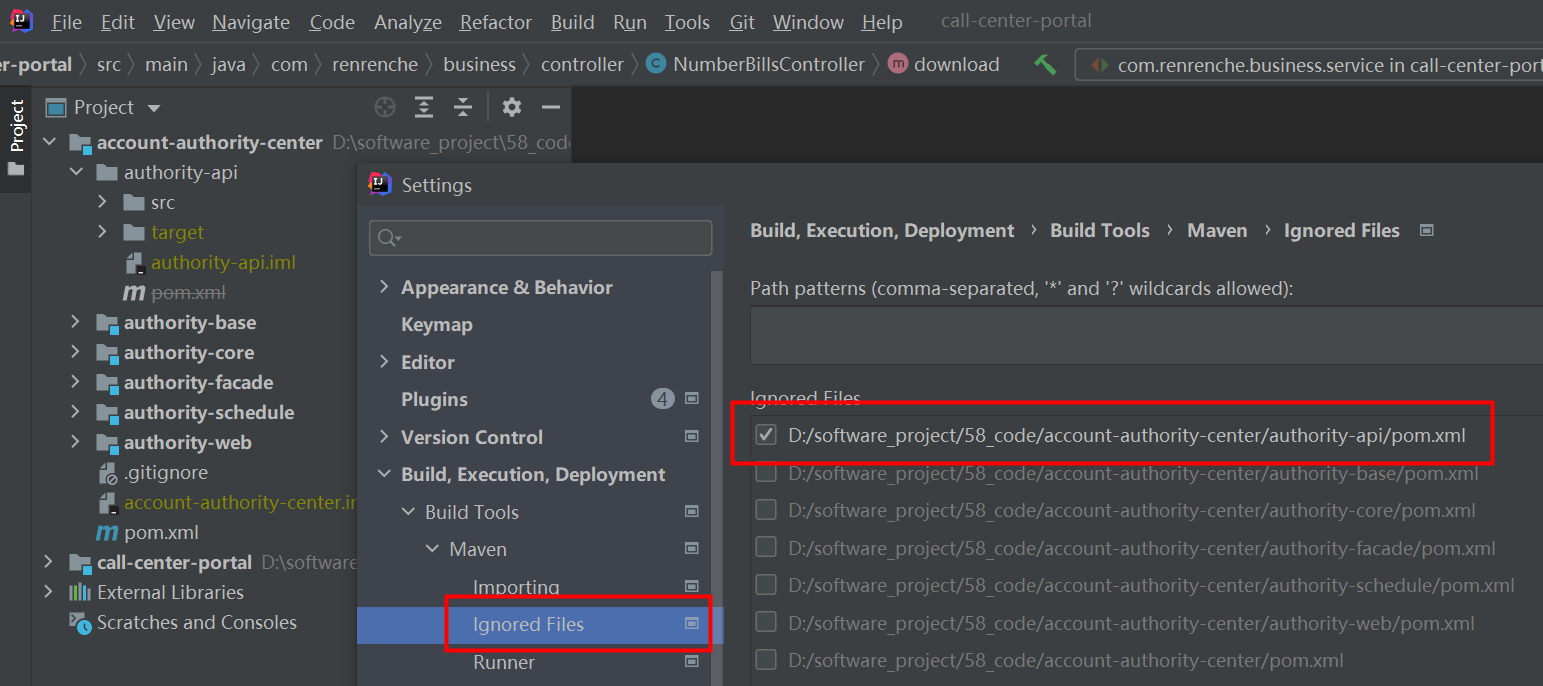 File Edit View Navigate Code Analyze Refactor Build Run Tools Git Window Help call-center-portal
er-portal src main java com renrenche business controller NumberBillsController download com.renrenche.business.service in call-center-port
Project
Project
account-authority-center D:\software_project\58_code
authority-api
src
target
authority-api.iml
pom.xml
authority-base
authority-core
authority-facade
authority-schedule
authority-web
.gitignore
account-authority-center.ir
pom.xml
call-center-portal D:\software
External Libraries
Scratches and Consoles
IJ Settings
Appearance & Behavior
Keymap
Editor
Plugins 4
Version Control
Build, Execution, Deployment
Build Tools
Maven
Importing
Ignored Files
Runner
Build, Execution, Deployment › Build Tools › Maven › Ignored Files
Path patterns (comma-separated, '*' and '?' wildcards allowed):
Ignored Files
D:/software_project/58_code/account-authority-center/authority-api/pom.xml
D:/software_project/58_code/account-authority-center/authority-base/pom.xml
D:/software_project/58_code/account-authority-center/authority-core/pom.xml
D:/software_project/58_code/account-authority-center/authority-facade/pom.xml
D:/software_project/58_code/account-authority-center/authority-schedule/pom.xml
D:/software_project/58_code/account-authority-center/authority-web/pom.xml
D:/software_project/58_code/account-authority-center/pom.xml